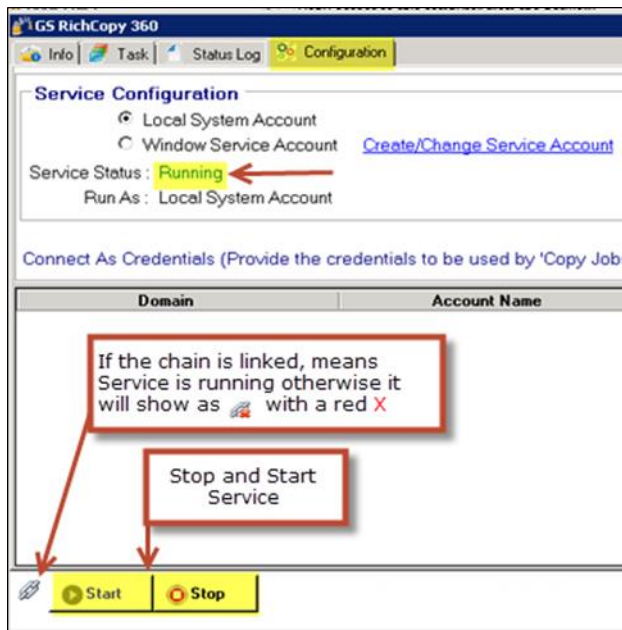 GS RichCopy 360
Info Task Status Log Configuration
Service Configuration
Local System Account
Window Service Account Create/Change Service Account
Service Status : Running
Run As : Local System Account
Connect As Credentials (Provide the credentials to be used by 'Copy Job
Domain Account Name
If the chain is linked, means
Service is running otherwise it
will show as with a red X
Stop and Start
Service
Start Stop